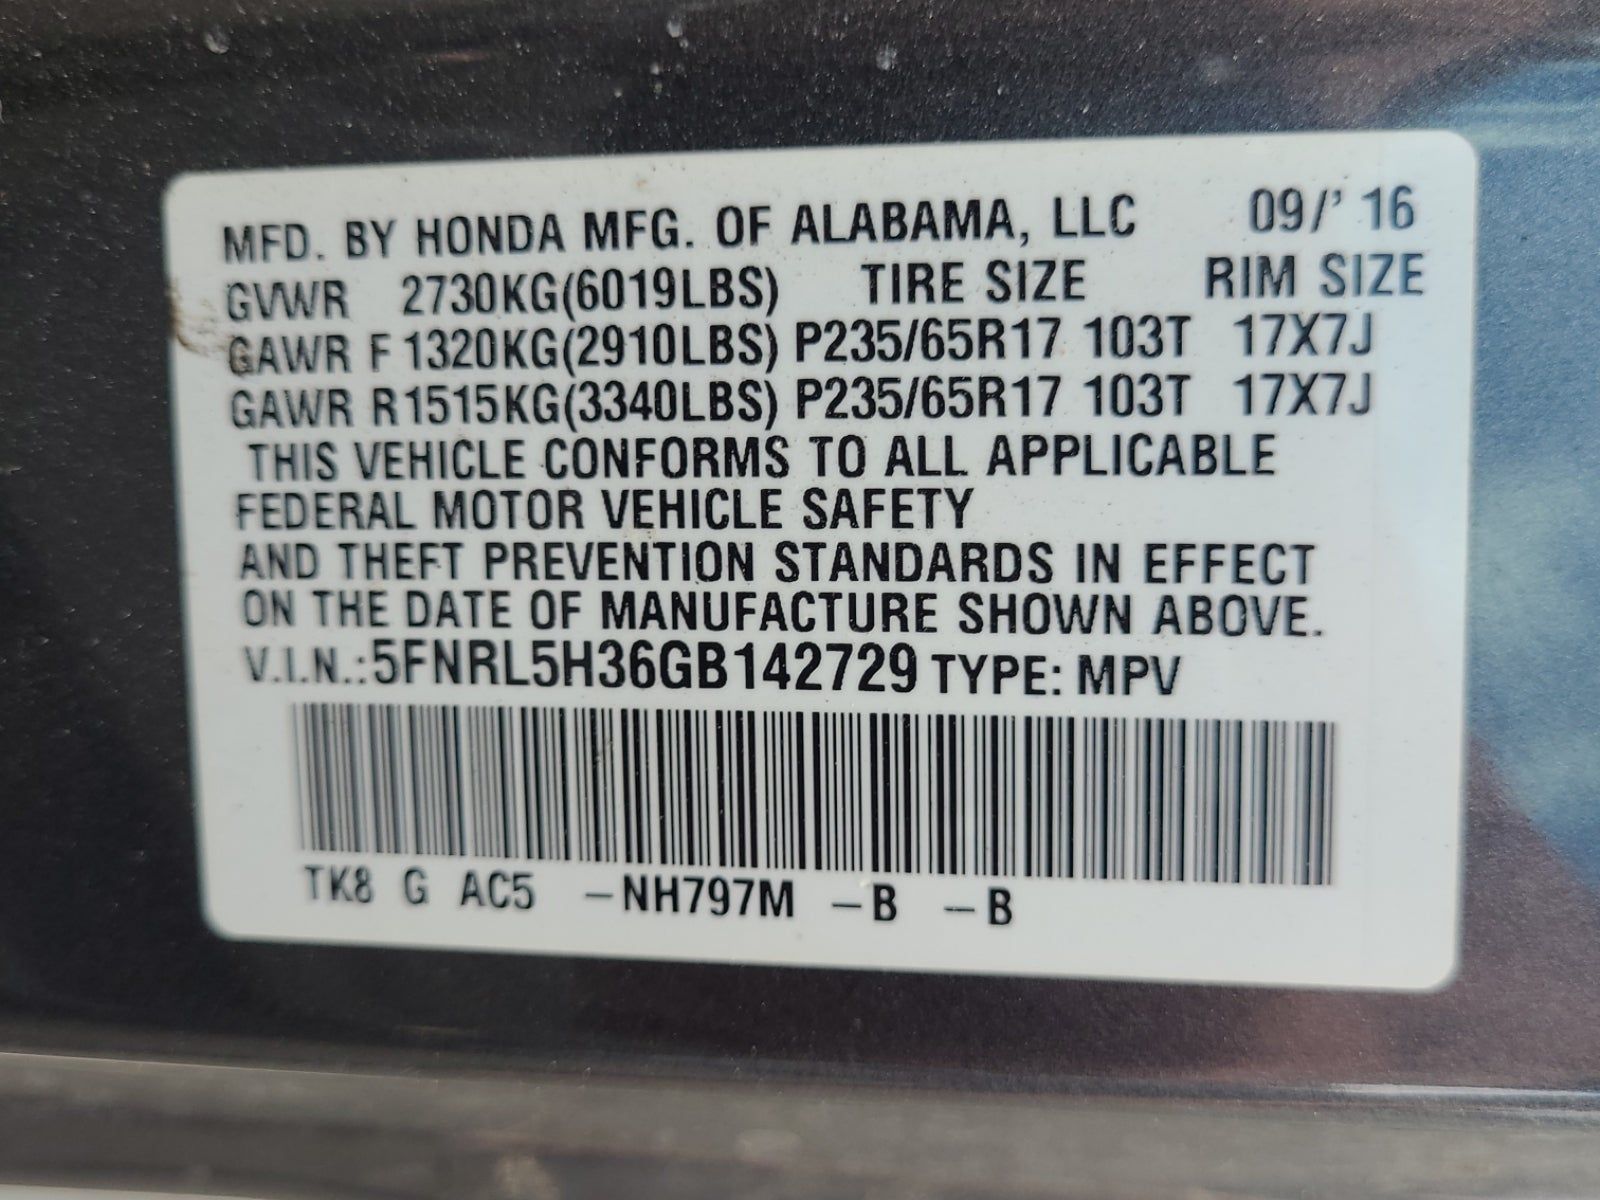 MFD. BY HONDA MFG. OF ALABAMA, LLC 09/' 16
GVWR 2730KG(6019LBS) TIRE SIZE RIM SIZE
GAWR F 1320KG(2910LBS) P235/65R17 103T 17X7J
GAWR R1515KG(3340LBS) P235/65R17 103T 17X7J
THIS VEHICLE CONFORMS TO ALL APPLICABLE
FEDERAL MOTOR VEHICLE SAFETY
AND THEFT PREVENTION STANDARDS IN EFFECT
ON THE DATE OF MANUFACTURE SHOWN ABOVE.
V.I.N.:5FNRL5H36GB142729 TYPE: MPV
TK8 G AC5 -NH797M -B -B